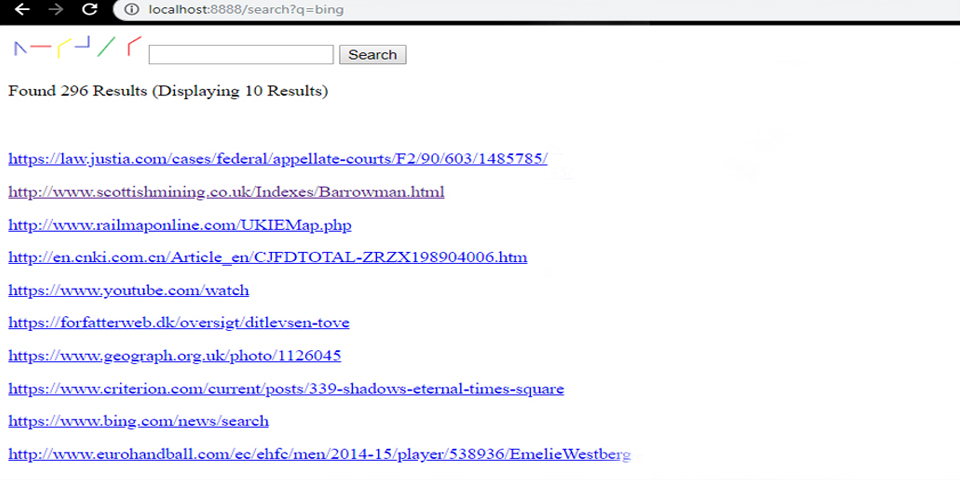 localhost:8888/search?q=bing
Search
Found 296 Results (Displaying 10 Results)
https://law.justia.com/cases/federal/appellate-courts/F2/90/603/1485785/
http://www.scottishmining.co.uk/Indexes/Barrowman.html
http://www.railmaponline.com/UKIEMap.php
http://en.cnki.com.cn/Article_en/CJFDTOTAL-ZRZX198904006.htm
https://www.youtube.com/watch
https://forfatterweb.dk/oversigt/ditlevsen-tove
https://www.geograph.org.uk/photo/1126045
https://www.criterion.com/current/posts/339-shadows-eternal-times-square
https://www.bing.com/news/search
http://www.eurohandball.com/ec/ehfc/men/2014-15/player/538936/EmelieWestberg